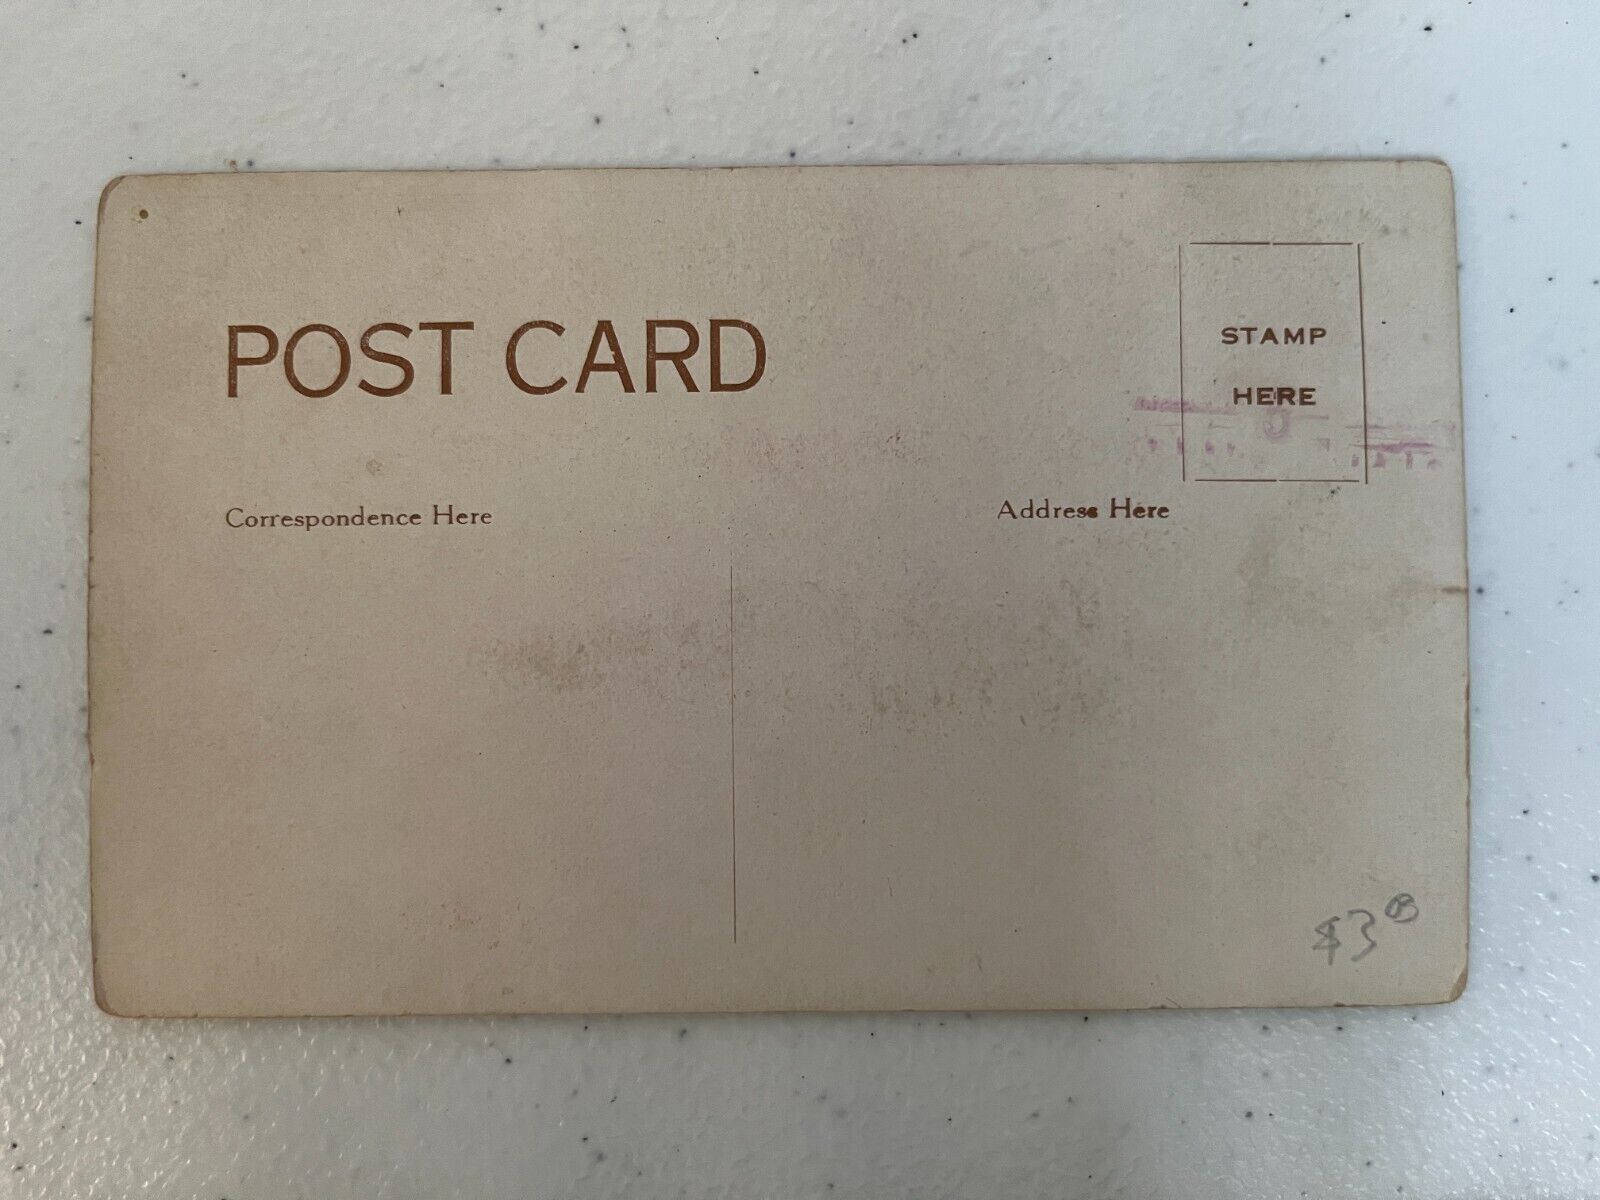 POST CARD
STAMP
HERE
Correspondence Here
Address Here
$3